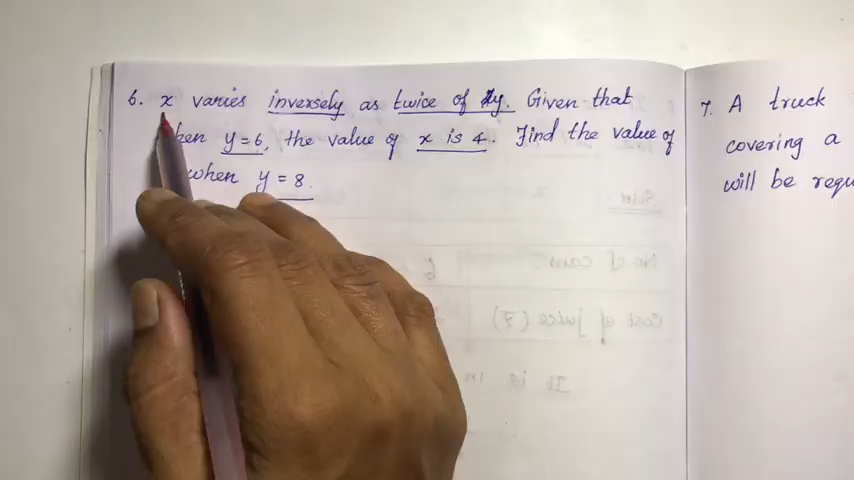 6. x varies inversely as twice of y. Given that
when y = 6, the value of x is 4. Find the value of
when y = 8.
7. A truck
covering a
will be requ